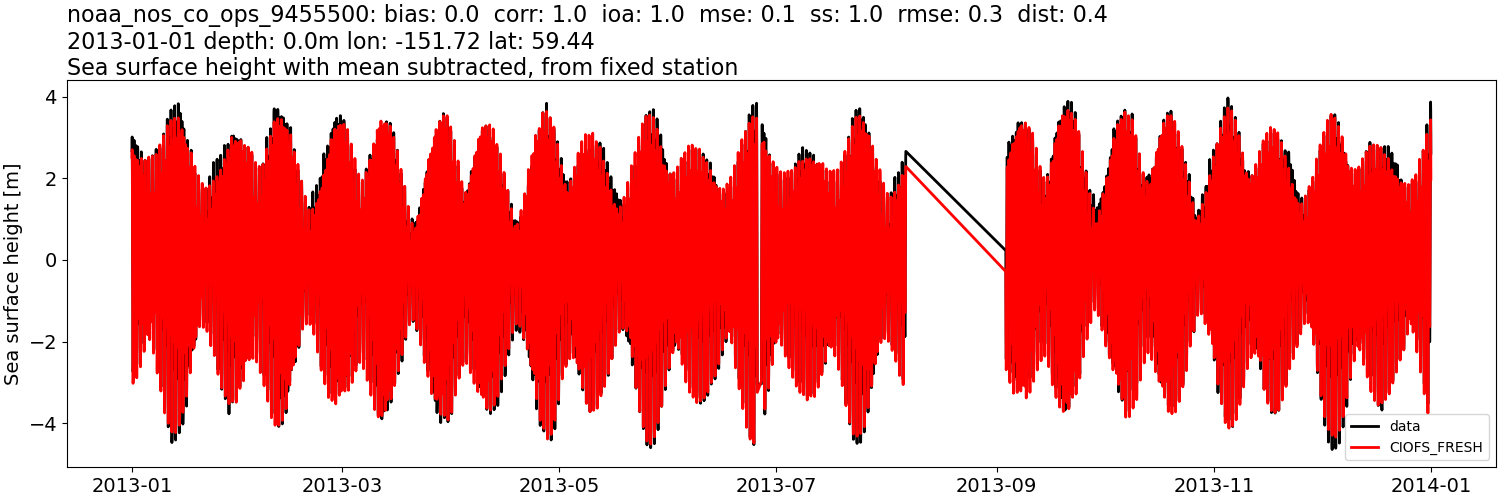 noaa_nos_co_ops_9455500: bias: 0.0  corr: 1.0  ioa: 1.0  mse: 0.1  ss: 1.0  rmse: 0.3  dist: 0.4
2013-01-01 depth: 0.0m lon: -151.72 lat: 59.44
Sea surface height with mean subtracted, from fixed station
Sea surface height [m]
4
2
0
−2
−4
data
CIOFS_FRESH
2013-01
2013-03
2013-05
2013-07
2013-09
2013-11
2014-01